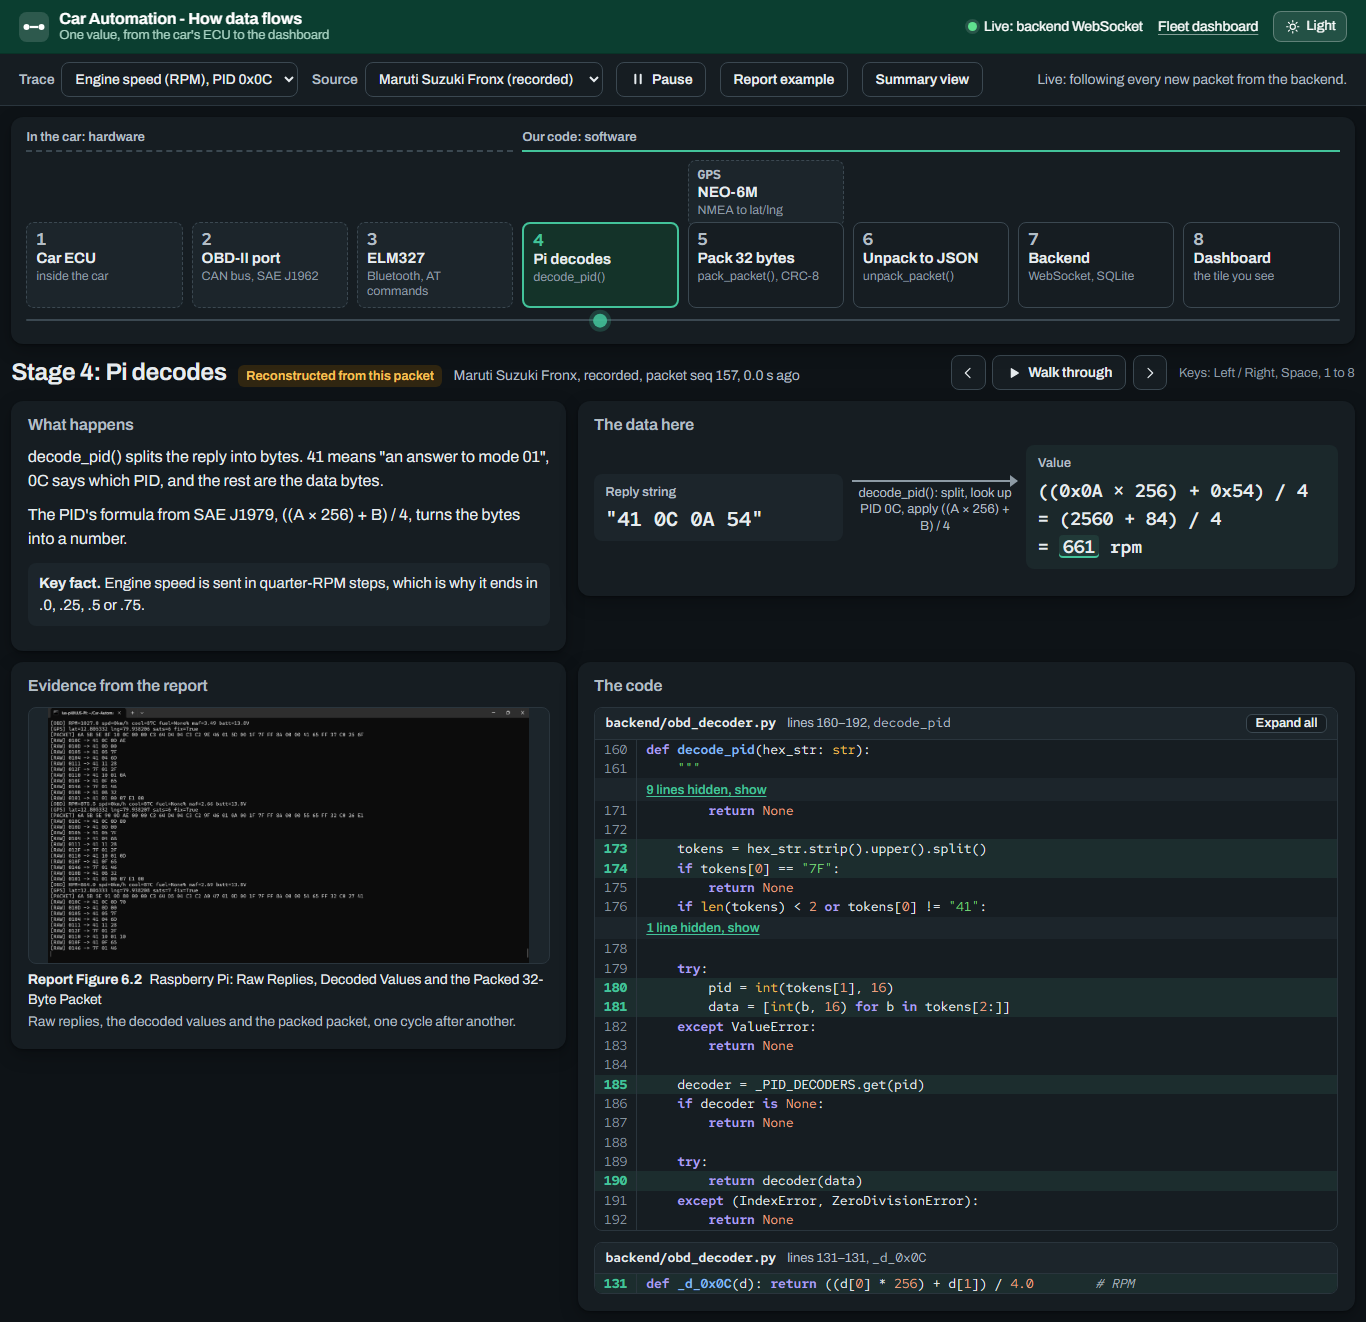 Car Automation - How data flows
One value, from the car's ECU to the dashboard
Live: backend WebSocket
Fleet dashboard
Light
Trace
Engine speed (RPM), PID 0x0C
Source
Maruti Suzuki Fronx (recorded)
Pause
Report example
Summary view
Live: following every new packet from the backend.
In the car: hardware
Our code: software
GPS
NEO-6M
NMEA to lat/lng
1
Car ECU
inside the car
2
OBD-II port
CAN bus, SAE J1962
3
ELM327
Bluetooth, AT
commands
4
Pi decodes
decode_pid()
5
Pack 32 bytes
pack_packet(), CRC-8
6
Unpack to JSON
unpack_packet()
7
Backend
WebSocket, SQLite
8
Dashboard
the tile you see
Stage 4: Pi decodes
Reconstructed from this packet
Maruti Suzuki Fronx, recorded, packet seq 157, 0.0 s ago
Walk through
Keys: Left / Right, Space, 1 to 8
What happens
decode_pid() splits the reply into bytes. 41 means "an answer to mode 01",
0C says which PID, and the rest are the data bytes.
The PID's formula from SAE J1979, ((A × 256) + B) / 4, turns the bytes
into a number.
Key fact. Engine speed is sent in quarter-RPM steps, which is why it ends in
.0, .25, .5 or .75.
The data here
Reply string
"41 0C 0A 54"
decode_pid(): split, look up
PID 0C, apply ((A × 256) +
B) / 4
Value
((0x0A × 256) + 0x54) / 4
= (2560 + 84) / 4
= 661 rpm
Evidence from the report
Report Figure 6.2 Raspberry Pi: Raw Replies, Decoded Values and the Packed 32-
Byte Packet
Raw replies, the decoded values and the packed packet, one cycle after another.
The code
backend/obd_decoder.py lines 160–192, decode_pid
Expand all
160 def decode_pid(hex_str: str):
161 """
9 lines hidden, show
171 return None
172
173 tokens = hex_str.strip().upper().split()
174 if tokens[0] == "7F":
175 return None
176 if len(tokens) < 2 or tokens[0] != "41":
1 line hidden, show
178
179 try:
180 pid = int(tokens[1], 16)
181 data = [int(b, 16) for b in tokens[2:]]
182 except ValueError:
183 return None
184
185 decoder = _PID_DECODERS.get(pid)
186 if decoder is None:
187 return None
188
189 try:
190 return decoder(data)
191 except (IndexError, ZeroDivisionError):
192 return None
backend/obd_decoder.py lines 131–131, _d_0x0C
131 def _d_0x0C(d): return ((d[0] * 256) + d[1]) / 4.0 # RPM